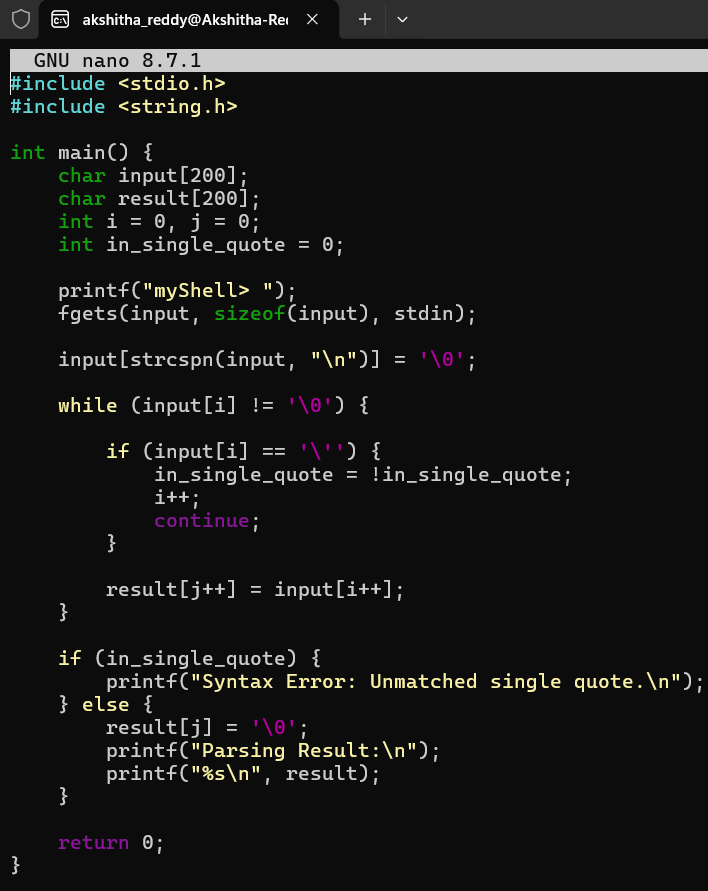 akshitha_reddy@Akshitha-Re
GNU nano 8.7.1
#include <stdio.h>
#include <string.h>

int main() {
    char input[200];
    char result[200];
    int i = 0, j = 0;
    int in_single_quote = 0;

    printf("myShell> ");
    fgets(input, sizeof(input), stdin);

    input[strcspn(input, "\n")] = '\0';

    while (input[i] != '\0') {

        if (input[i] == '\'') {
            in_single_quote = !in_single_quote;
            i++;
            continue;
        }

        result[j++] = input[i++];
    }

    if (in_single_quote) {
        printf("Syntax Error: Unmatched single quote.\n");
    } else {
        result[j] = '\0';
        printf("Parsing Result:\n");
        printf("%s\n", result);
    }

    return 0;
}